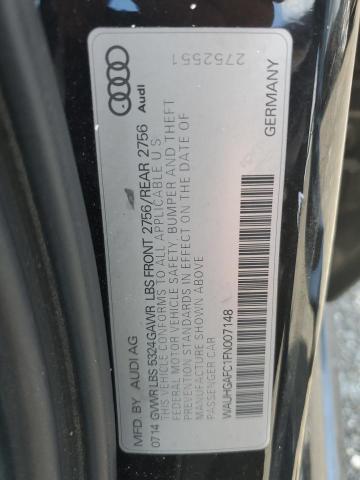 Audi
2752551
MFD. BY AUDI AG
GERMANY
0714 GVWR LBS 5324 GAWR LBS FRONT 2756/REAR 2756
THIS VEHICLE CONFORMS TO ALL APPLICABLE U S
FEDERAL MOTOR VEHICLE SAFETY, BUMPER AND THEFT
PREVENTION STANDARDS IN EFFECT ON THE DATE OF
MANUFACTURE SHOWN ABOVE
PASSENGER CAR
WAUHGAFC1FN007148